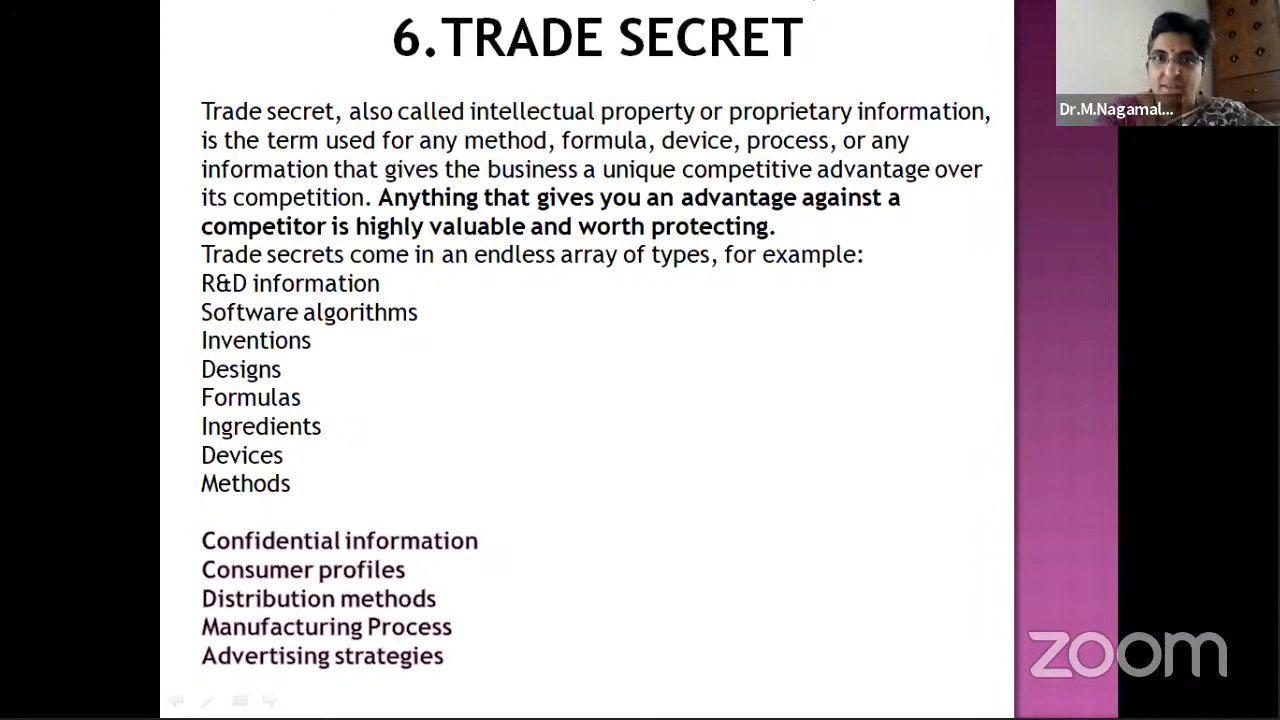 6.TRADE SECRET
Dr.M.Nagamal...
Trade secret, also called intellectual property or proprietary information,
is the term used for any method, formula, device, process, or any
information that gives the business a unique competitive advantage over
its competition. Anything that gives you an advantage against a
competitor is highly valuable and worth protecting.
Trade secrets come in an endless array of types, for example:
R&D information
Software algorithms
Inventions
Designs
Formulas
Ingredients
Devices
Methods
Confidential information
Consumer profiles
Distribution methods
Manufacturing Process
Advertising strategies
zoom